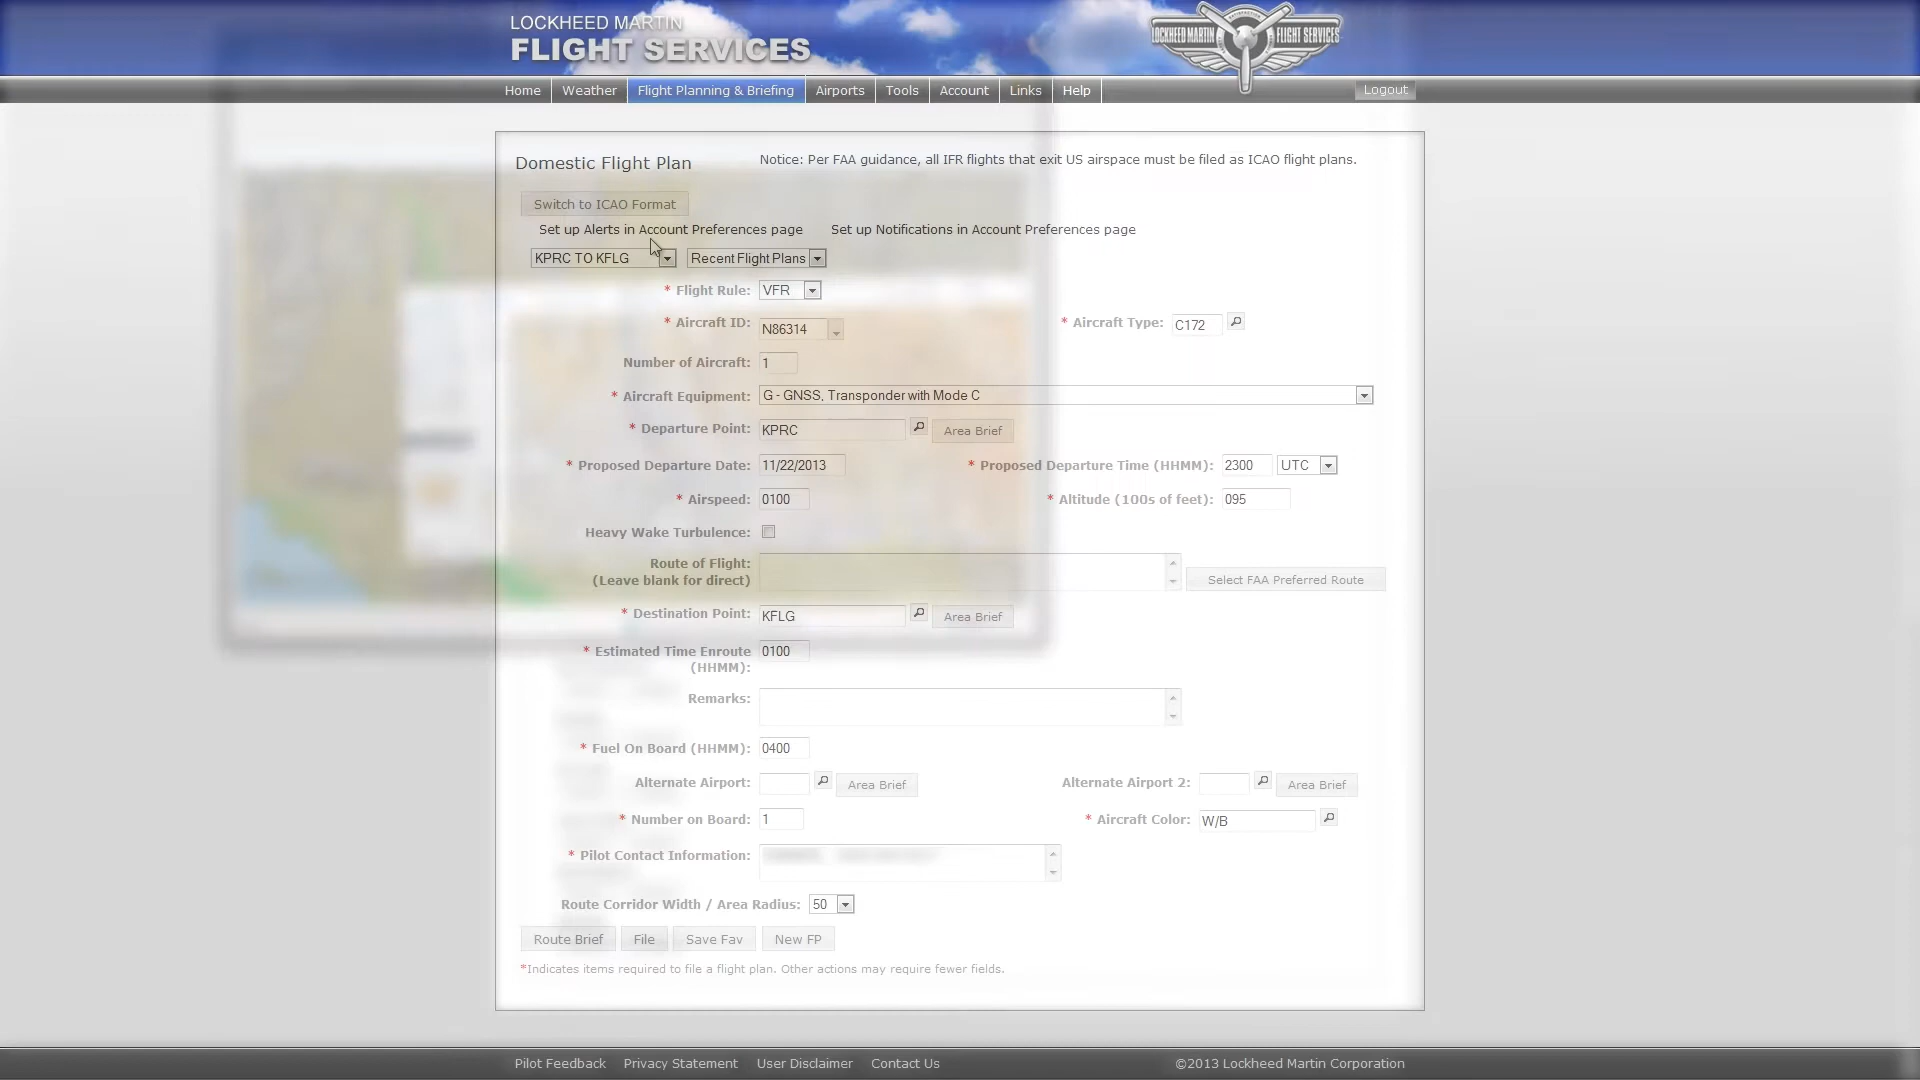 LOCKHEED MARTIN
FLIGHT SERVICES
LOCKHEED MARTIN FLIGHT SERVICES
Home Weather Flight Planning & Briefing Airports Tools Account Links Help Logout
Domestic Flight Plan Notice: Per FAA guidance, all IFR flights that exit US airspace must be filed as ICAO flight plans.
Switch to ICAO Format
Set up Alerts in Account Preferences page Set up Notifications in Account Preferences page
KPRC TO KFLG Recent Flight Plans
* Flight Rule: VFR
* Aircraft ID: N86314 * Aircraft Type: C172
Number of Aircraft: 1
* Aircraft Equipment: G - GNSS, Transponder with Mode C
* Departure Point: KPRC Area Brief
* Proposed Departure Date: 11/22/2013 * Proposed Departure Time (HHMM): 2300 UTC
* Airspeed: 0100 * Altitude (100s of feet): 095
Heavy Wake Turbulence:
Route of Flight:
(Leave blank for direct) Select FAA Preferred Route
* Destination Point: KFLG Area Brief
* Estimated Time Enroute 0100
(HHMM):
Remarks:
* Fuel On Board (HHMM): 0400
Alternate Airport: Area Brief Alternate Airport 2: Area Brief
* Number on Board: 1 * Aircraft Color: W/B
* Pilot Contact Information:
Route Corridor Width / Area Radius: 50
Route Brief File Save Fav New FP
*Indicates items required to file a flight plan. Other actions may require fewer fields.
Pilot Feedback Privacy Statement User Disclaimer Contact Us ©2013 Lockheed Martin Corporation